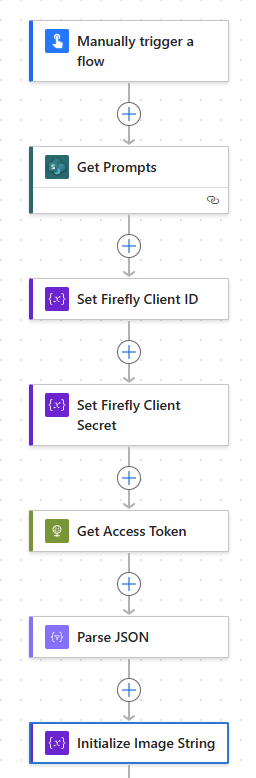 Manually trigger a
flow
Get Prompts
{x} Set Firefly Client ID
{x} Set Firefly Client
Secret
Get Access Token
Parse JSON
{x} Initialize Image String